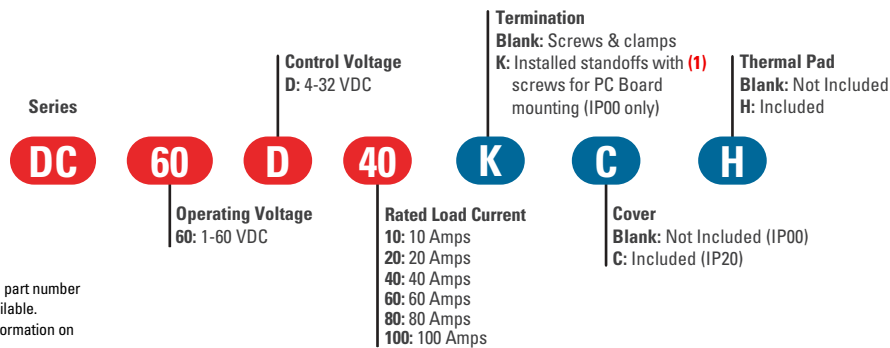 Termination
Blank: Screws & clamps
K: Installed standoffs with (1)
screws for PC Board
mounting (IP00 only)
Control Voltage
D: 4-32 VDC
Thermal Pad
Blank: Not Included
H: Included
Series
DC 60 D 40 K C H
Operating Voltage
60: 1-60 VDC
Rated Load Current
10: 10 Amps
20: 20 Amps
40: 40 Amps
60: 60 Amps
80: 80 Amps
100: 100 Amps
Cover
Blank: Not Included (IP00)
C: Included (IP20)
part number
ilable.
ormation on